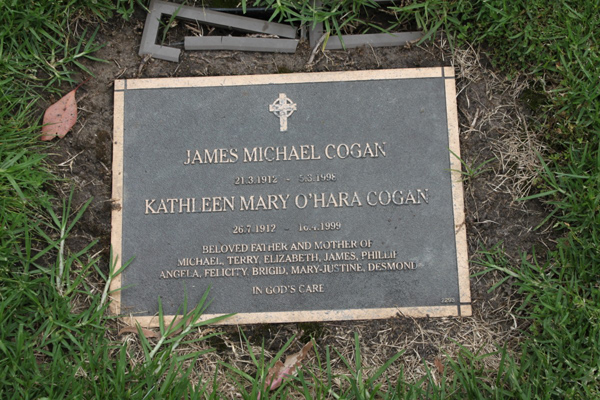 JAMES MICHAEL COGAN
21.3.1912 - 3.3.1998
KATHLEEN MARY O'HARA COGAN
26.7.1912 - 16.4.1999
BELOVED FATHER AND MOTHER OF
MICHAEL, TERRY, ELIZABETH, JAMES, PHILLIP
ANGELA, FELICITY, BRIGID, MARY-JUSTINE, DESMOND
IN GOD'S CARE